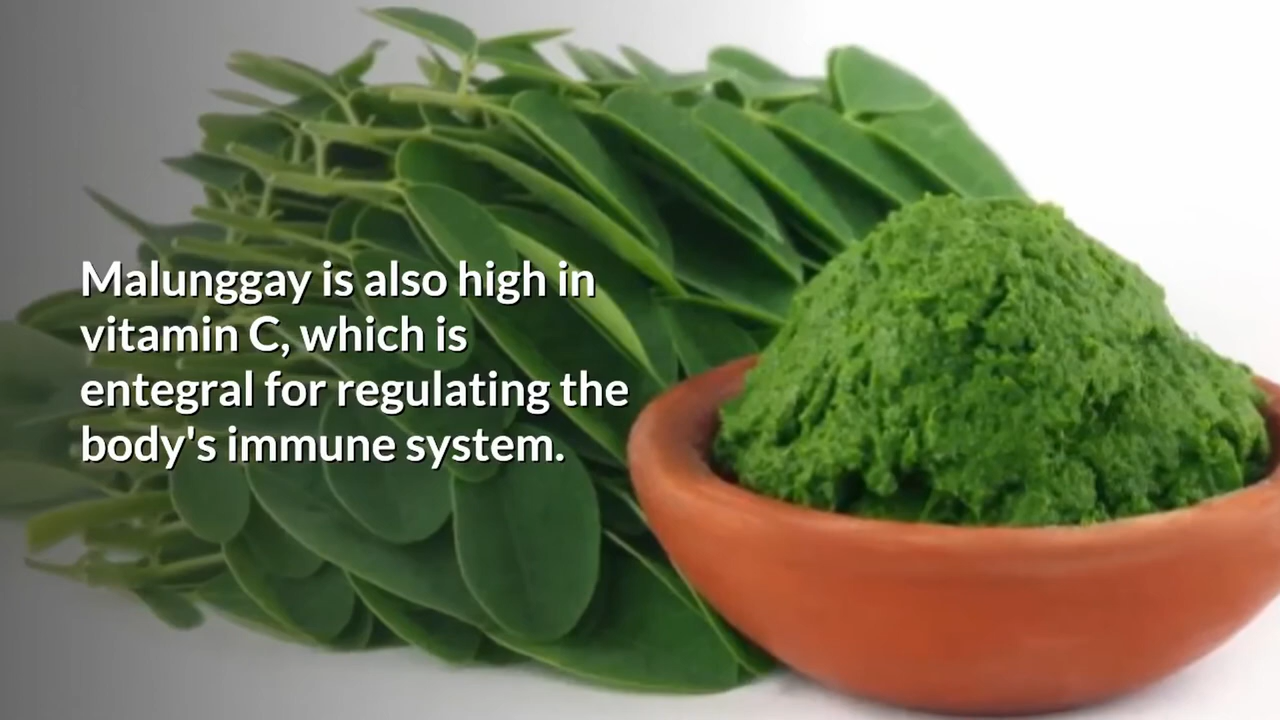 Malunggay is also high in
vitamin C, which is
entegral for regulating the
body's immune system.